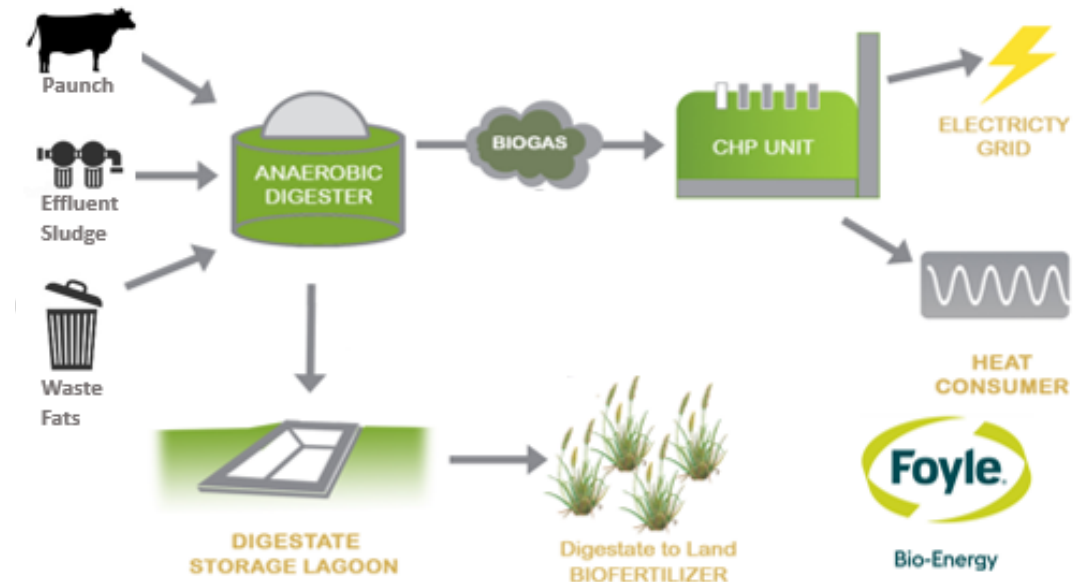 Paunch
Effluent
Sludge
Waste
Fats
ANAEROBIC
DIGESTER
BIOGAS
CHP UNIT
ELECTRICTY
GRID
HEAT
CONSUMER
DIGESTATE
STORAGE LAGOON
Digestate to Land
BIOFERTILIZER
Foyle.
Bio-Energy